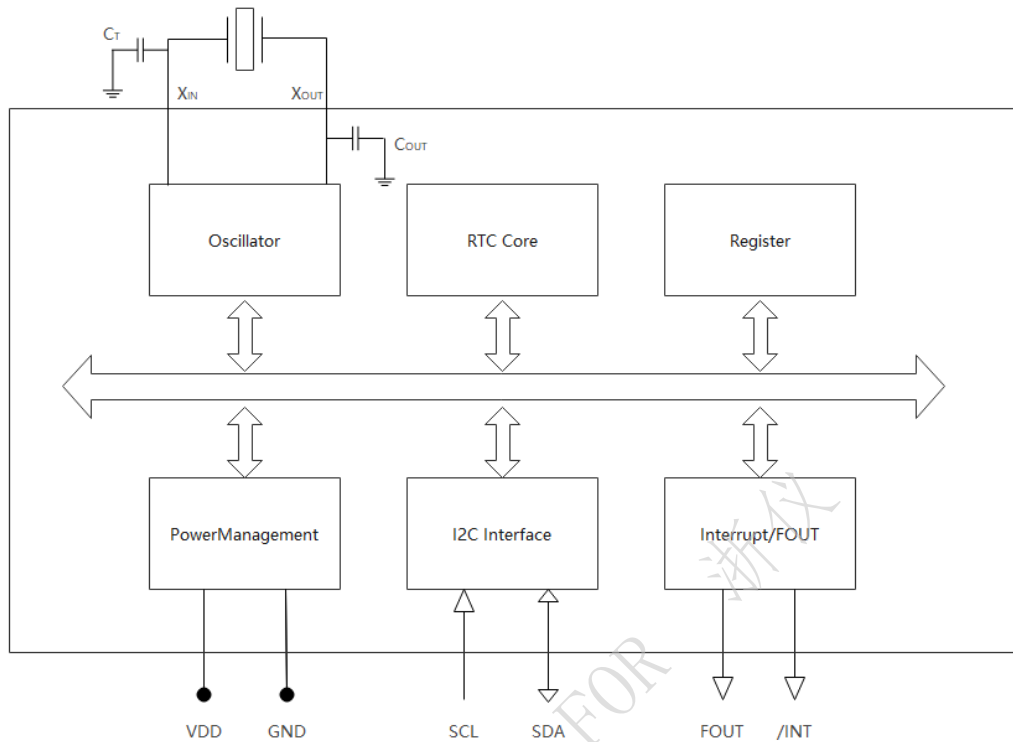 CT
XIN XOUT
COUT
Oscillator RTC Core Register
PowerManagement I2C Interface Interrupt/FOUT
VDD GND SCL SDA FOUT /INT
FOR 浙仪